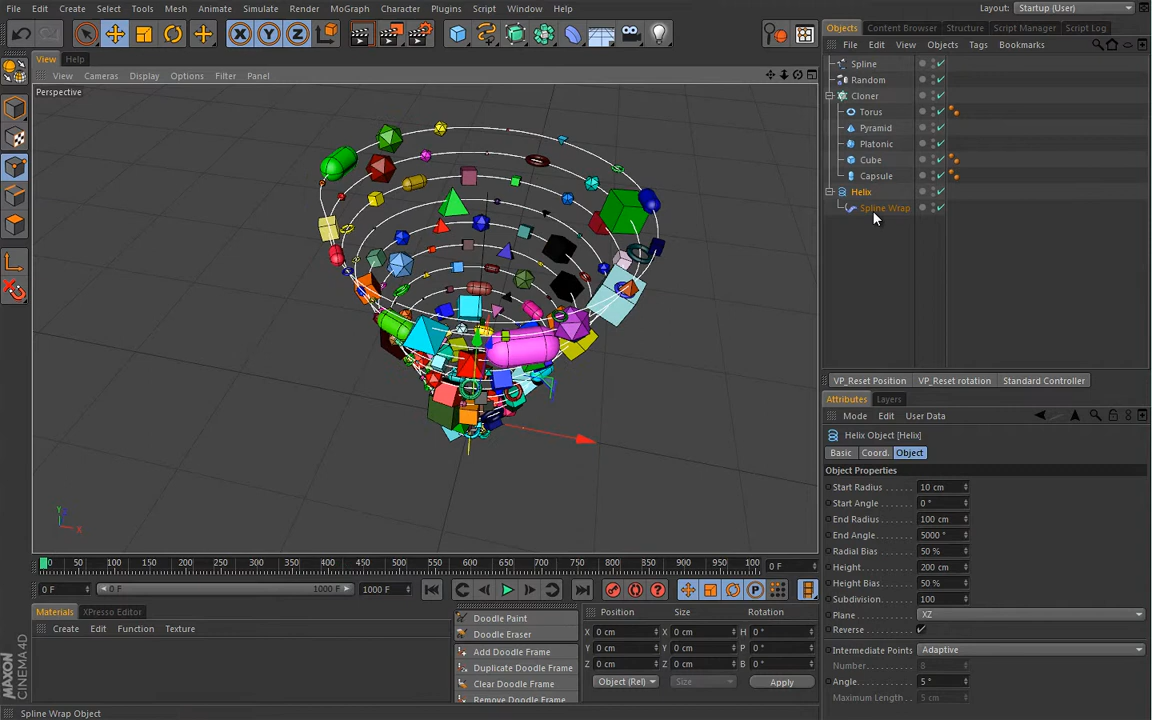 File Edit Create Select Tools Mesh Animate Simulate Render MoGraph Character Plugins Script Window Help Layout: Startup (User)
X Y Z
Objects Content Browser Structure Script Manager Script Log
View
View Cameras Display Options Filter Panel
File Edit View Objects Tags Bookmarks
Perspective
Spline
Random
Cloner
Torus
Pyramid
Platonic
Cube
Capsule
Helix
Spline Wrap
VP_Reset Position VP_Reset rotation Standard Controller
Attributes Layers
Mode Edit User Data
Helix Object [Helix]
Basic Coord. Object
Object Properties
Start Radius 10 cm
Start Angle 0 °
End Radius 100 cm
End Angle 5000 °
Radial Bias 50 %
Height 200 cm
Height Bias 50 %
Subdivision 100
Plane XZ
Reverse
Intermediate Points Adaptive
Number 8
Angle 5 °
Maximum Length 5 cm
Y
X
0 50 100 150 200 250 300 350 400 450 500 550 600 650 700 750 800 850 900 950 100 0 F
0 F 0 F 1000 F 1000 F
Materials XPresso Editor
Create Edit Function Texture
Doodle Paint
Doodle Eraser
Add Doodle Frame
Duplicate Doodle Frame
Clear Doodle Frame
Remove Doodle Frame
Position Size Rotation
X 0 cm X 0 cm H 0 °
Y 0 cm Y 0 cm P 0 °
Z 0 cm Z 0 cm B 0 °
Object (Rel) Size Apply
MAXON CINEMA 4D
Spline Wrap Object